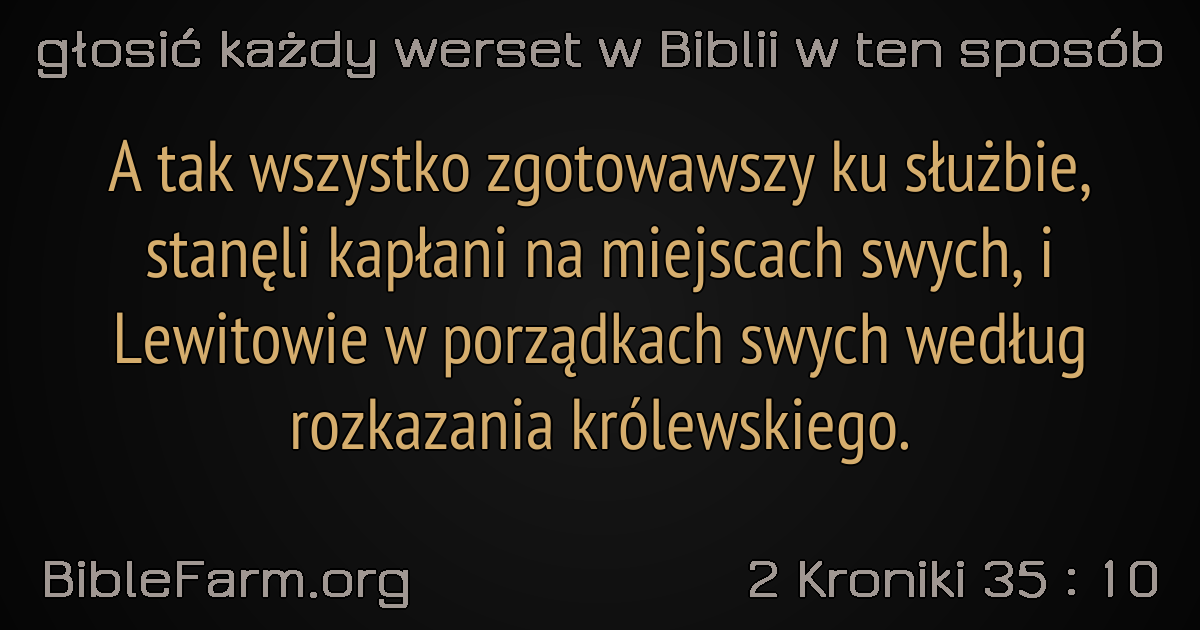 głosić każdy werset w Biblii w ten sposób
A tak wszystko zgotowawszy ku służbie,
stanęli kapłani na miejscach swych, i
Lewitowie w porządkach swych według
rozkazania królewskiego.
BibleFarm.org
2 Kroniki 35 : 10